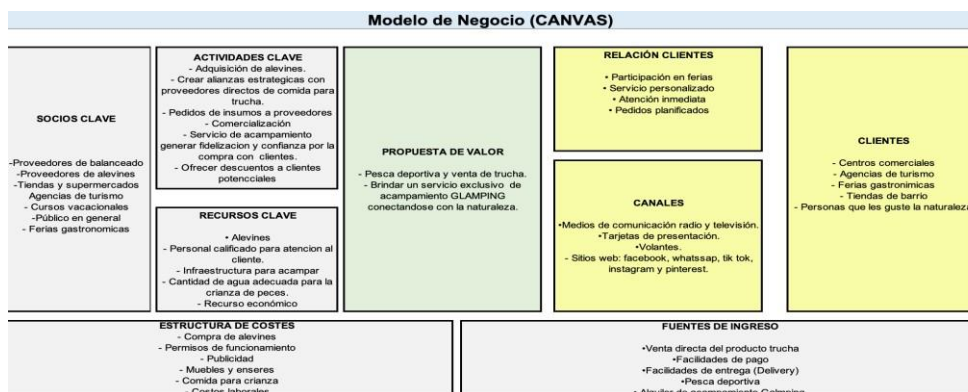 Modelo de Negocio (CANVAS)
SOCIOS CLAVE
-Proveedores de balanceado
-Proveedores de alevines
-Tiendas y supermercados
Agencias de turismo
- Cursos vacacionales
-Público en general
- Ferias gastronomicas
ACTIVIDADES CLAVE
- Adquisición de alevines.
- Crear alianzas estrategicas con
proveedores directos de comida para
trucha.
- Pedidos de insumos a proveedores
- Comercialización
- Servicio de acampamiento
generar fidelizacion y confianza por la
compra con clientes.
- Ofrecer descuentos a clientes
potencciales
RECURSOS CLAVE
• Alevines
- Personal calificado para atencion al
cliente.
- Infraestructura para acampar
- Cantidad de agua adecuada para la
crianza de peces.
- Recurso económico
PROPUESTA DE VALOR
- Pesca deportiva y venta de trucha.
- Brindar un servicio exclusivo de
acampamiento GLAMPING
conectandose con la naturaleza.
RELACIÓN CLIENTES
• Participación en ferias
• Servicio personalizado
• Atención inmediata
• Pedidos planificados
CANALES
•Medios de comunicación radio y televisión.
•Tarjetas de presentación.
•Volantes.
- Sitios web: facebook, whatssap, tik tok,
instagram y pinterest.
CLIENTES
- Centros comerciales
- Agencias de turismo
- Ferias gastronimicas
- Tiendas de barrio
- Personas que les guste la naturaleza
ESTRUCTURA DE COSTES
- Compra de alevines
- Permisos de funcionamiento
- Publicidad
- Muebles y enseres
- Comida para crianza
- Costos laborales
FUENTES DE INGRESO
•Venta directa del producto trucha
•Facilidades de pago
•Facilidades de entrega (Delivery)
•Pesca deportiva
- Alquiler de acampamiento Galmping